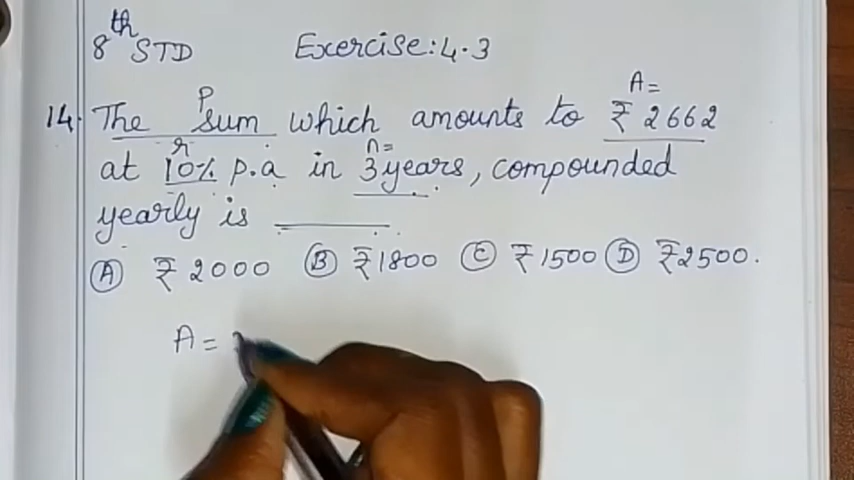 8th STD Exercise: 4.3
P A=
14. The sum which amounts to ₹ 2662
r n=
at 10% p.a in 3 years, compounded
yearly is ________
A ₹ 2000 B ₹1800 C ₹1500 D ₹2500.
A =